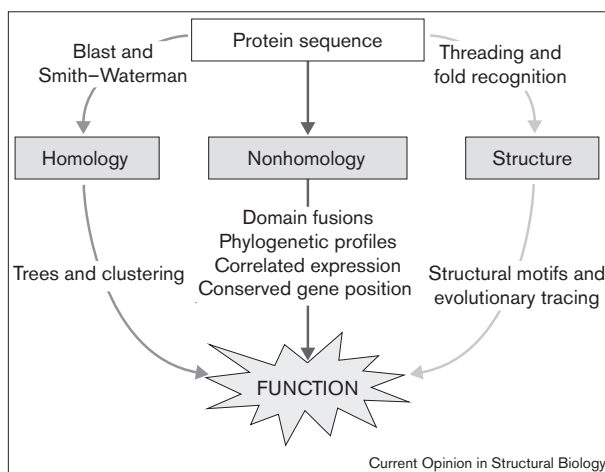 Protein sequence
Blast and
Smith–Waterman
Threading and
fold recognition
Homology
Nonhomology
Structure
Domain fusions
Phylogenetic profiles
Correlated expression
Conserved gene position
Trees and clustering
Structural motifs and
evolutionary tracing
FUNCTION
Current Opinion in Structural Biology